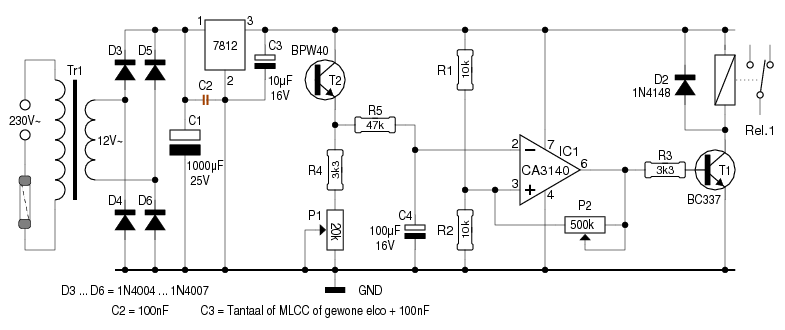 1
3
7812
2
BPW40
C3
10µF
16V
D3
D5
Tr1
T2
R1
10k
D2
1N4148
230V~
12V~
C2
C1
1000µF
25V
R5
47k
Rel.1
2
7
IC1
CA3140
6
3
4
R4
3k3
R3
3k3
T1
BC337
D4
D6
P1
20k
C4
100µF
16V
R2
10k
P2
500k
GND
D3 ... D6 = 1N4004 ... 1N4007
C2 = 100nF
C3 = Tantaal of MLCC of gewone elco + 100nF